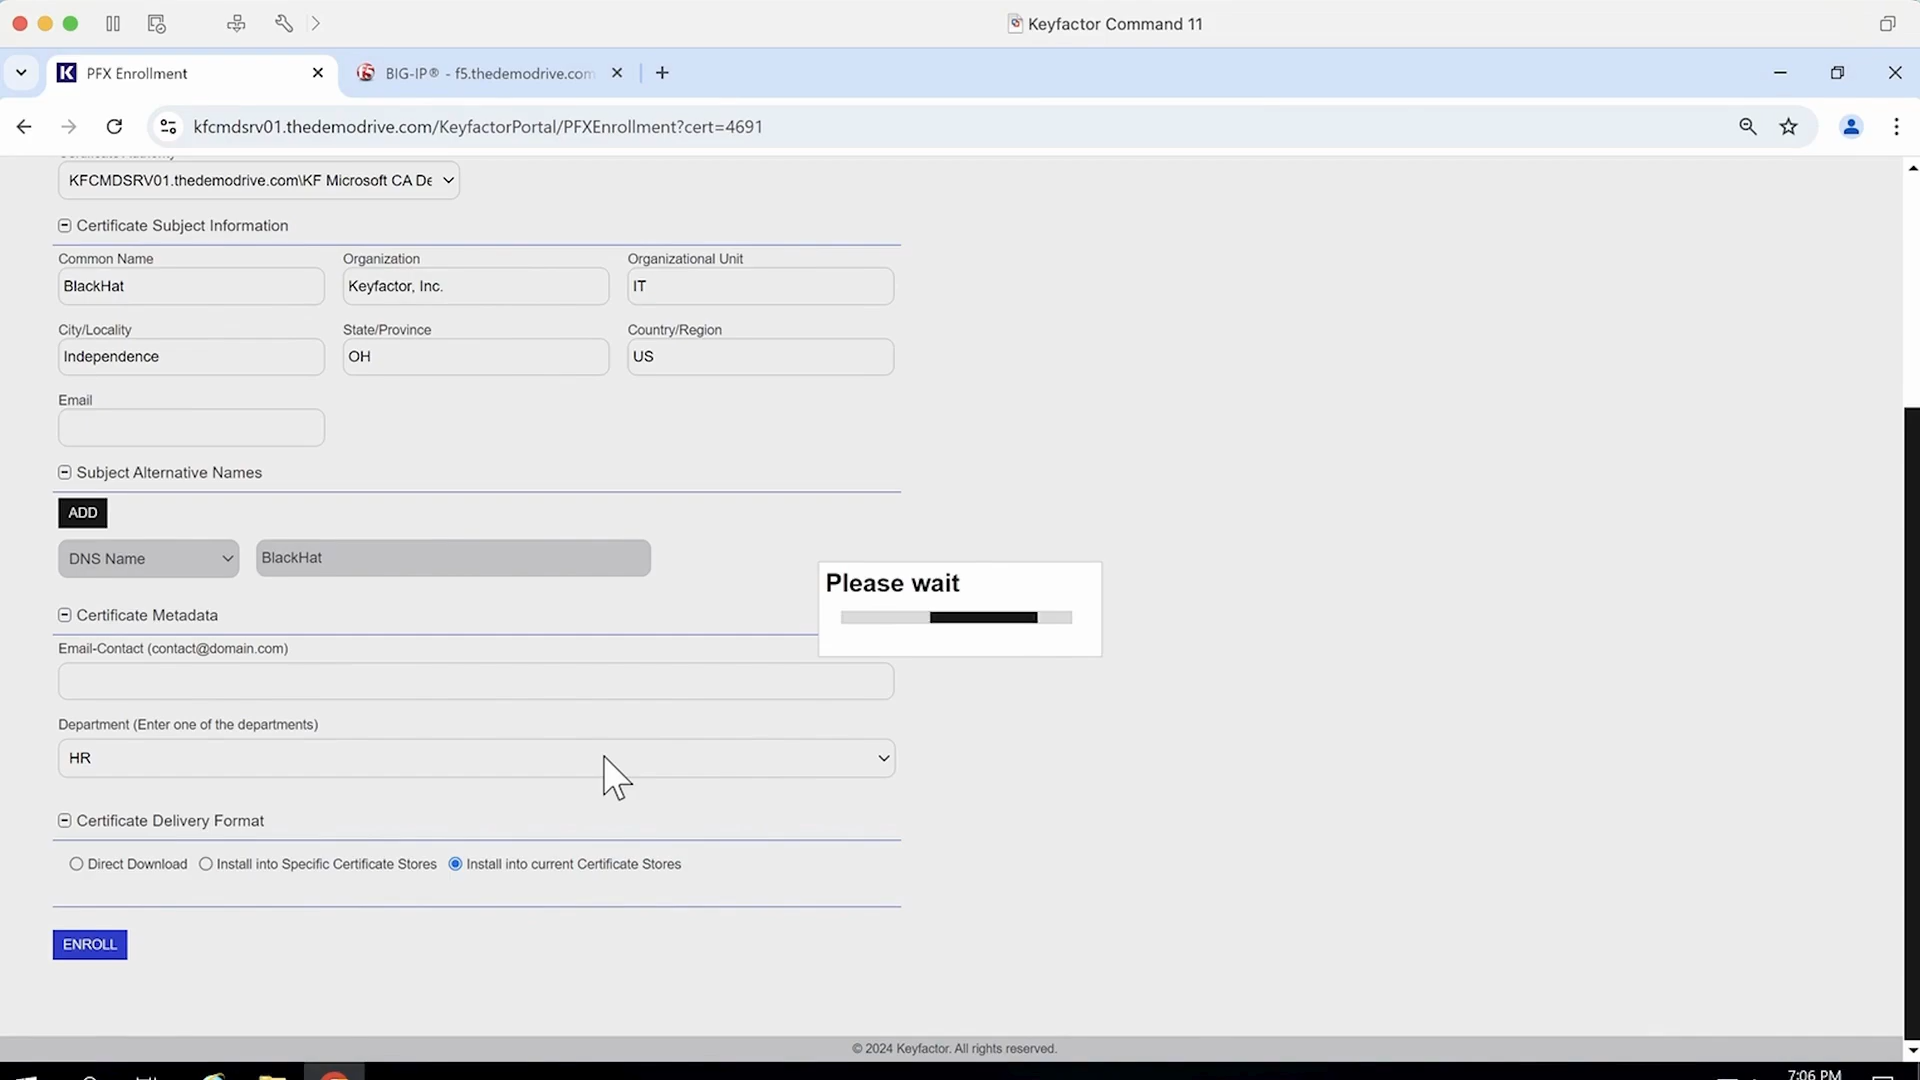 Keyfactor Command 11
K PFX Enrollment
BIG-IP® - f5.thedemodrive.com
kfcmdsrv01.thedemodrive.com/KeyfactorPortal/PFXEnrollment?cert=4691
Certificate Authority
KFCMDSRV01.thedemodrive.com\KF Microsoft CA De
Certificate Subject Information
Common Name Organization Organizational Unit
BlackHat Keyfactor, Inc. IT
City/Locality State/Province Country/Region
Independence OH US
Email
Subject Alternative Names
ADD
DNS Name BlackHat
Please wait
Certificate Metadata
Email-Contact (contact@domain.com)
Department (Enter one of the departments)
HR
Certificate Delivery Format
Direct Download Install into Specific Certificate Stores Install into current Certificate Stores
ENROLL
© 2024 Keyfactor. All rights reserved.
7:06 PM